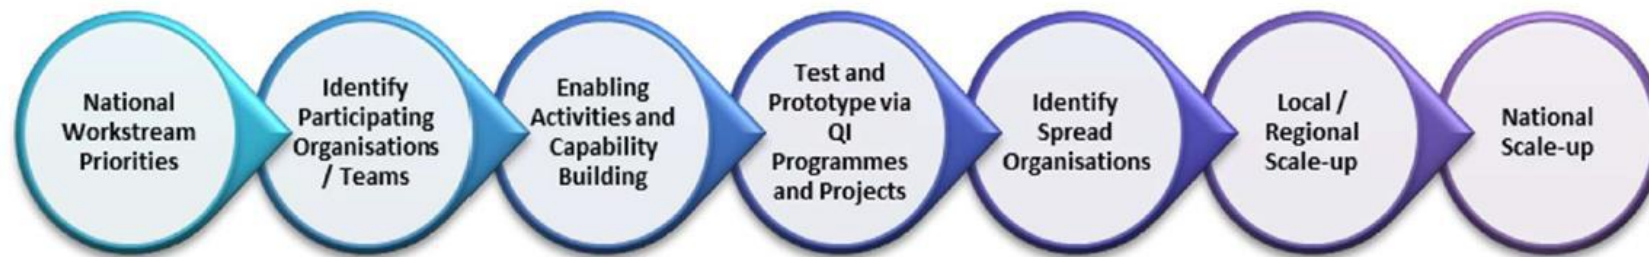 National
Workstream
Priorities
Identify
Participating
Organisations
/ Teams
Enabling
Activities and
Capability
Building
Test and
Prototype via
QI
Programmes
and Projects
Identify
Spread
Organisations
Local /
Regional
Scale-up
National
Scale-up